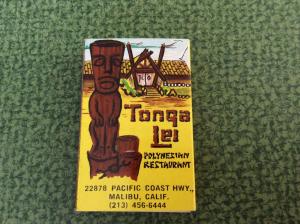 Tonga
Lei
POLYNESIAN
RESTAURANT
22878 PACIFIC COAST HWY.,
MALIBU, CALIF.
(213) 456-6444